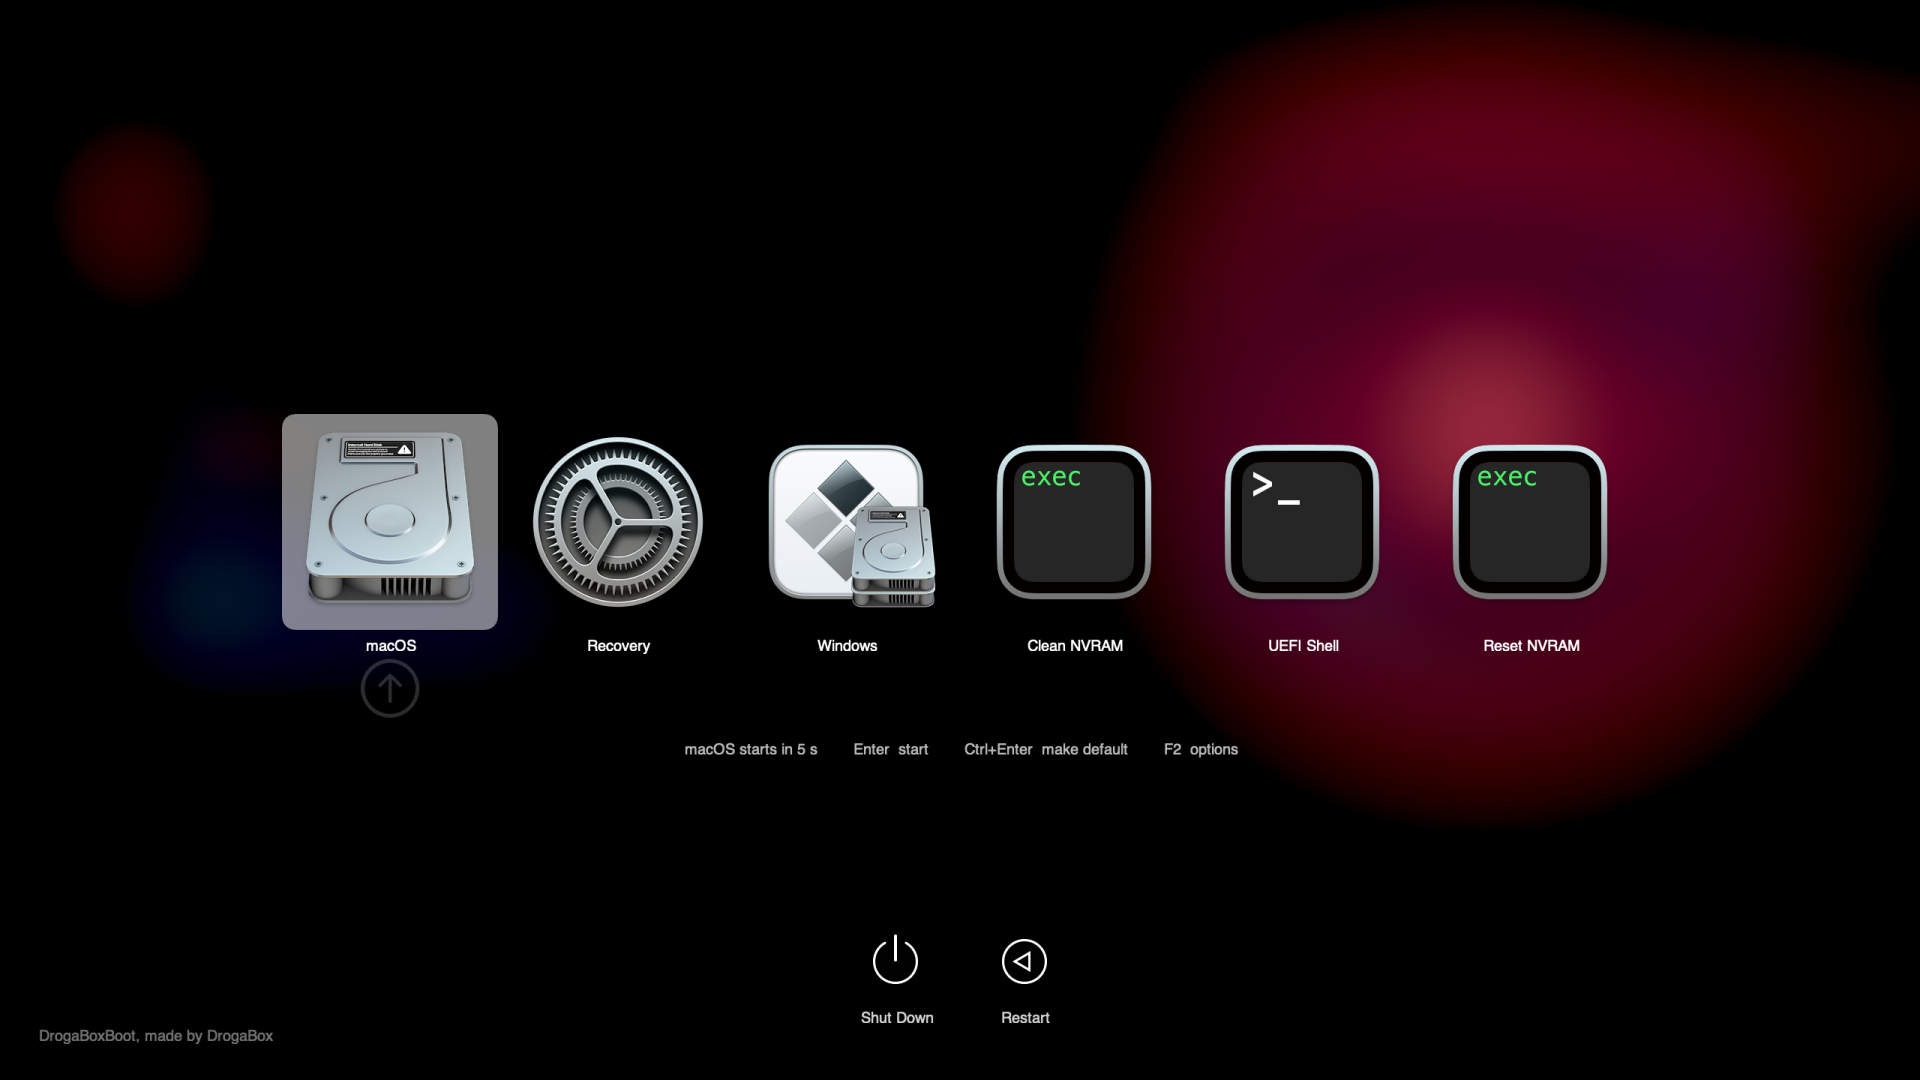 exec
>_
exec
macOS
Recovery
Windows
Clean NVRAM
UEFI Shell
Reset NVRAM
macOS starts in 5 s
Enter start
Ctrl+Enter make default
F2 options
Shut Down
Restart
DrogaBoxBoot, made by DrogaBox